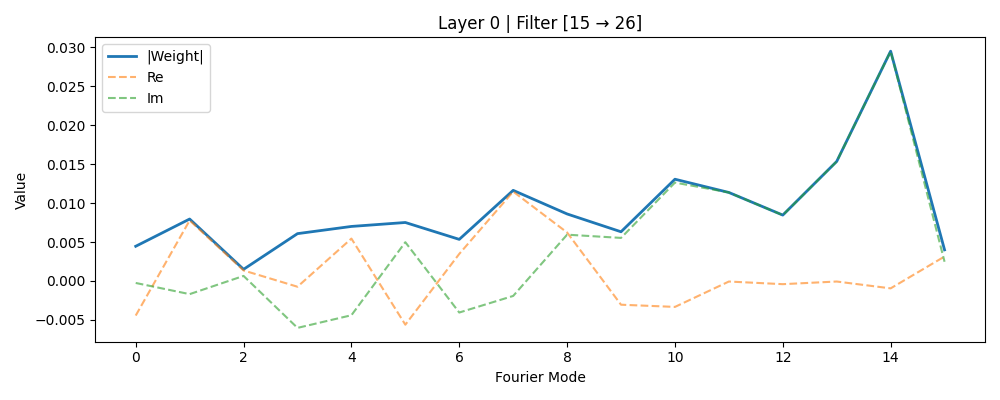 Layer 0 | Filter [15 → 26]
|Weight|
Re
Im
0.030
0.025
0.020
0.015
0.010
0.005
0.000
−0.005
Value
0 2 4 6 8 10 12 14
Fourier Mode